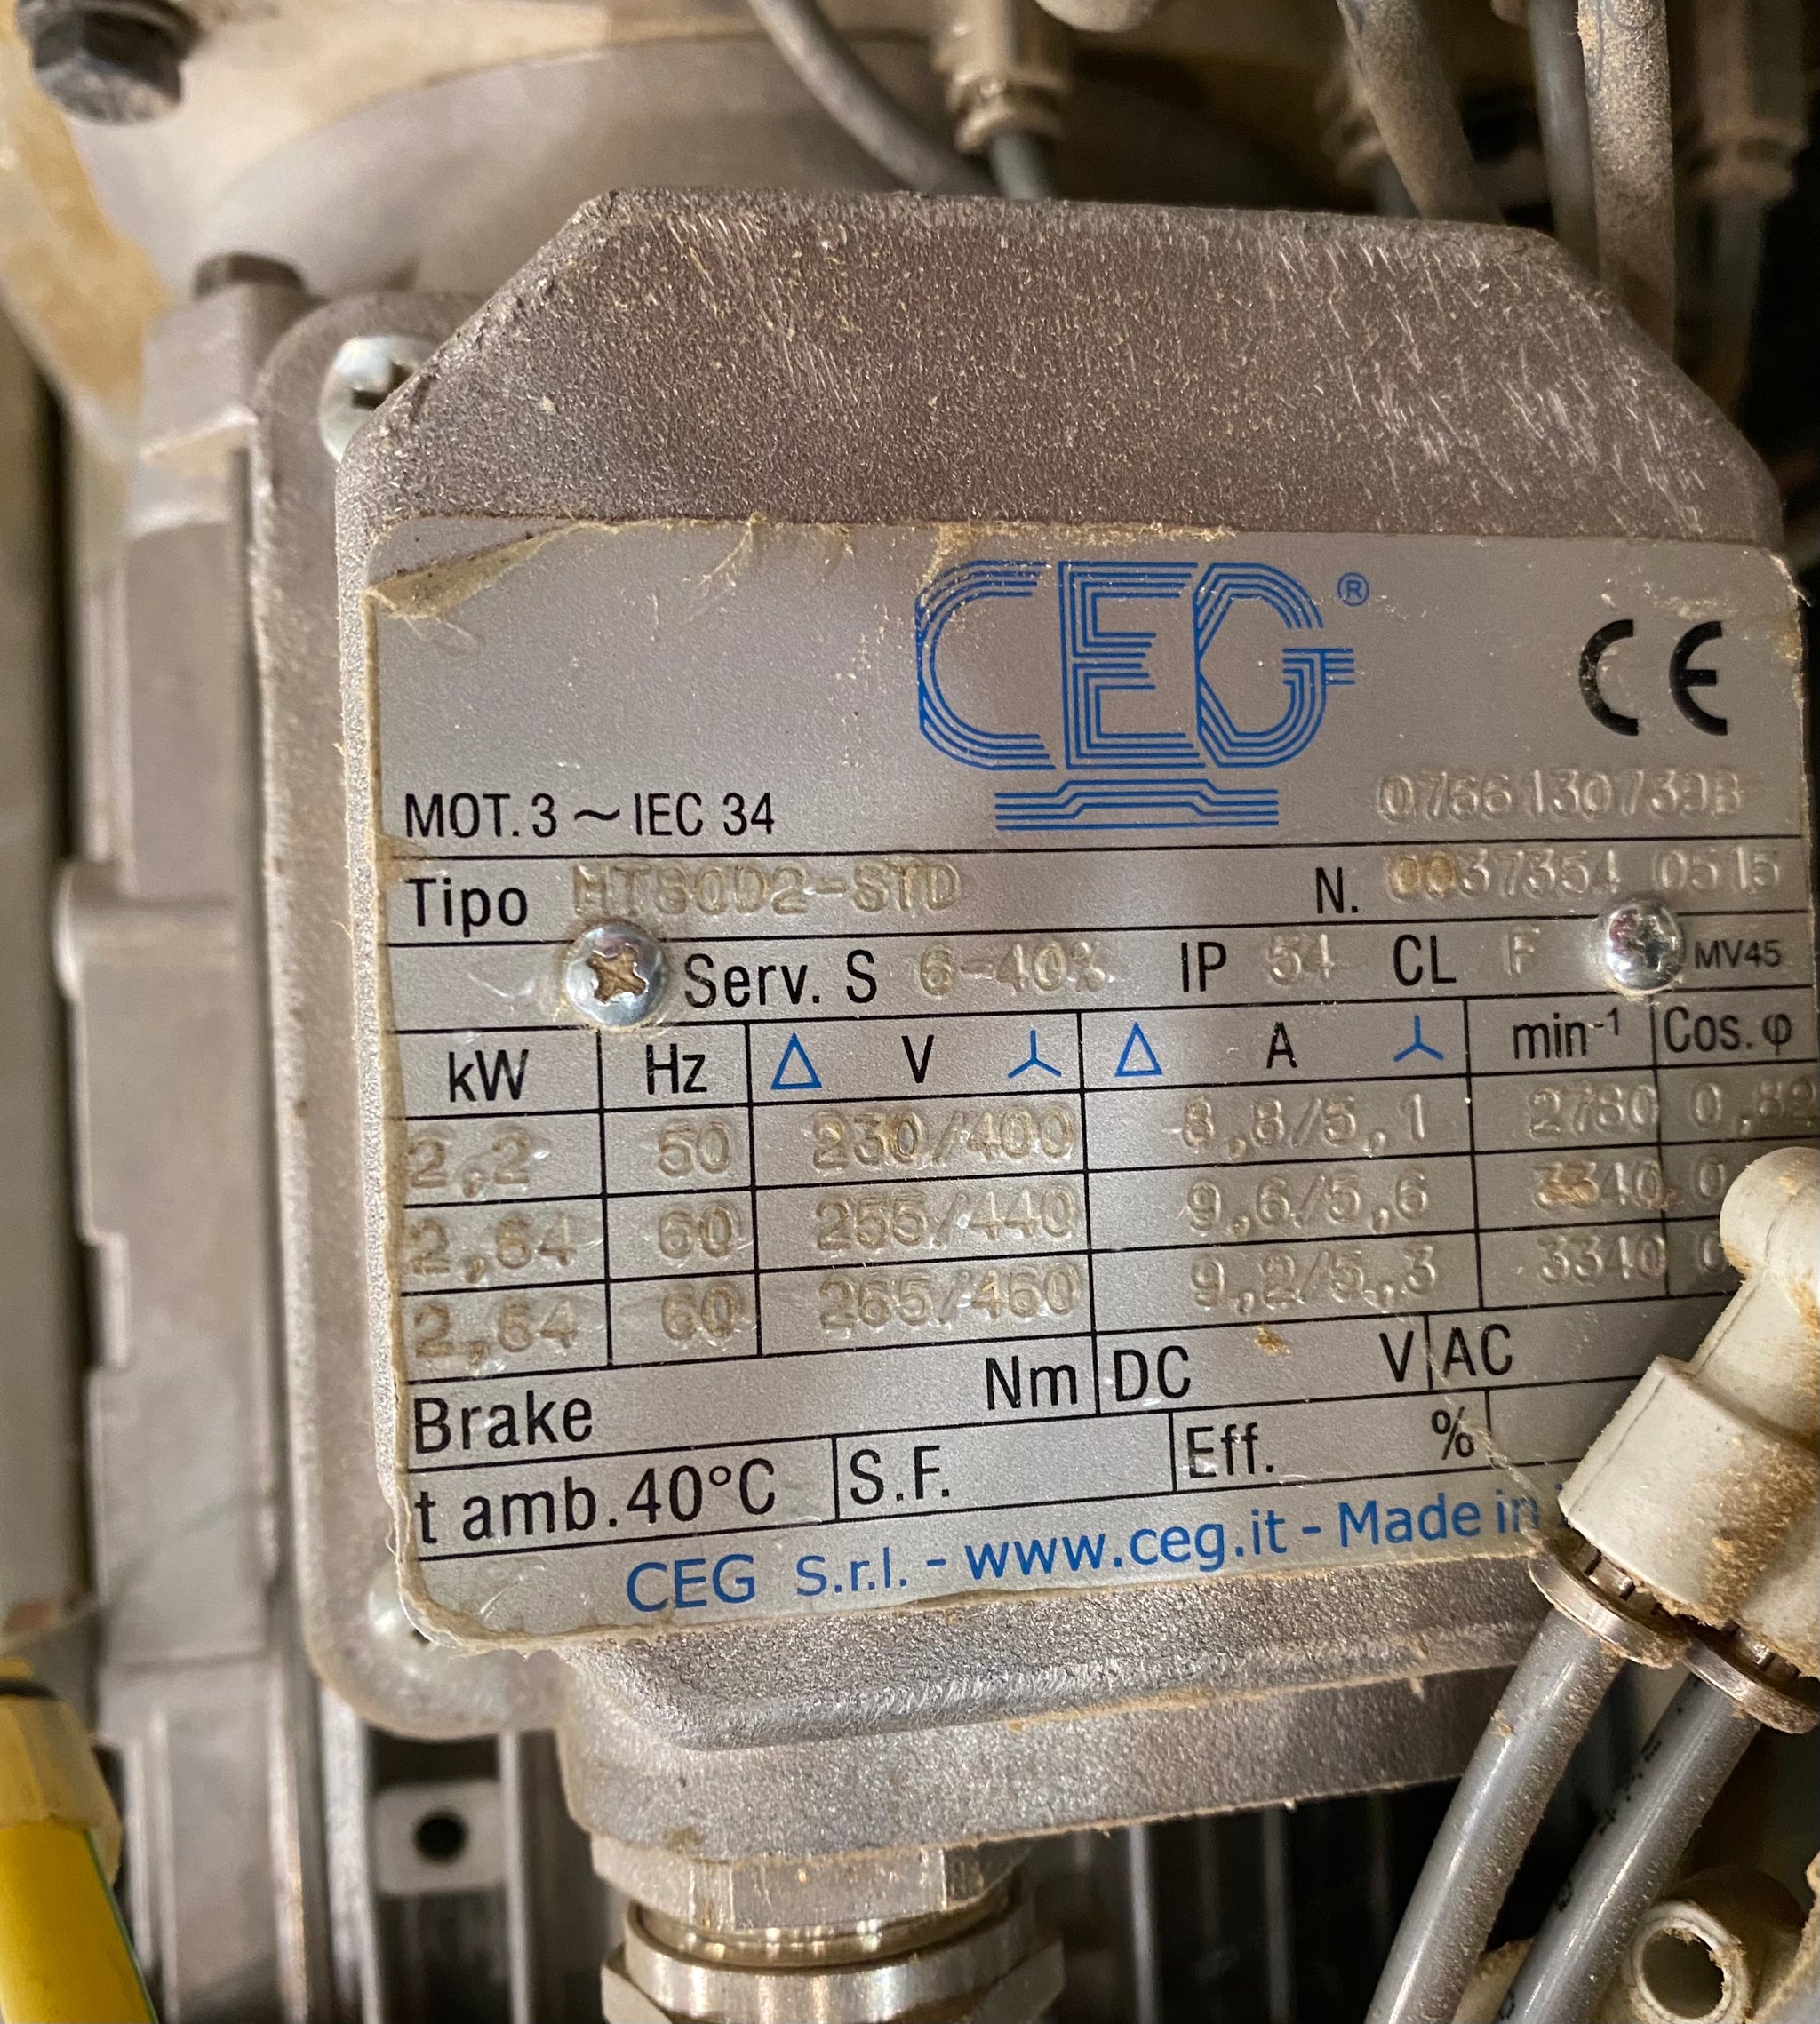 CEG ®
CE
MOT. 3 ~ IEC 34
0766130739B
Tipo MT80D2-STD N. 0037354 0515
Serv. S 6-40% IP 54 CL F MV45
kW Hz Δ V Y Δ A Y min⁻¹ Cos. φ
2,2 50 230/400 8,8/5,1 2780
2,64 60 255/440 9,6/5,6 3340
2,64 60 265/460 9,2/5,3 3340
Brake Nm DC V AC
t amb. 40°C S.F. Eff. %
CEG S.r.l. - www.ceg.it - Made in